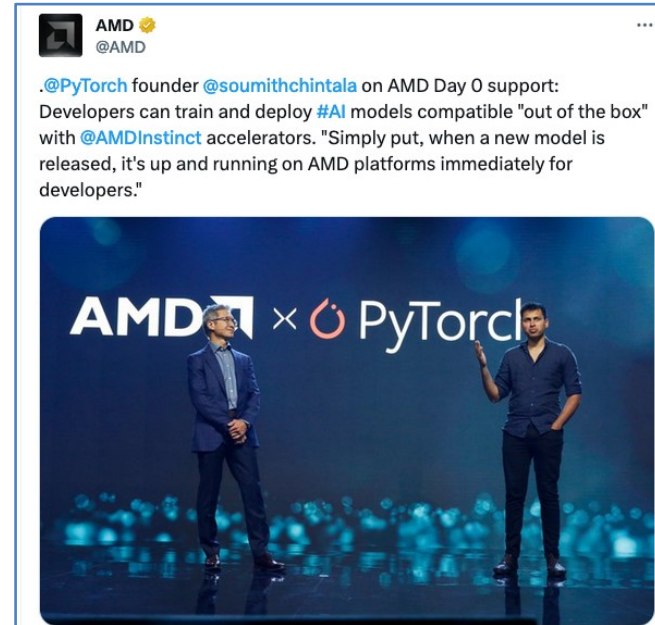 AMD
@AMD
.@PyTorch founder @soumithchintala on AMD Day 0 support:
Developers can train and deploy #AI models compatible "out of the box"
with @AMDInstinct accelerators. "Simply put, when a new model is
released, it's up and running on AMD platforms immediately for
developers."
AMD × PyTorch